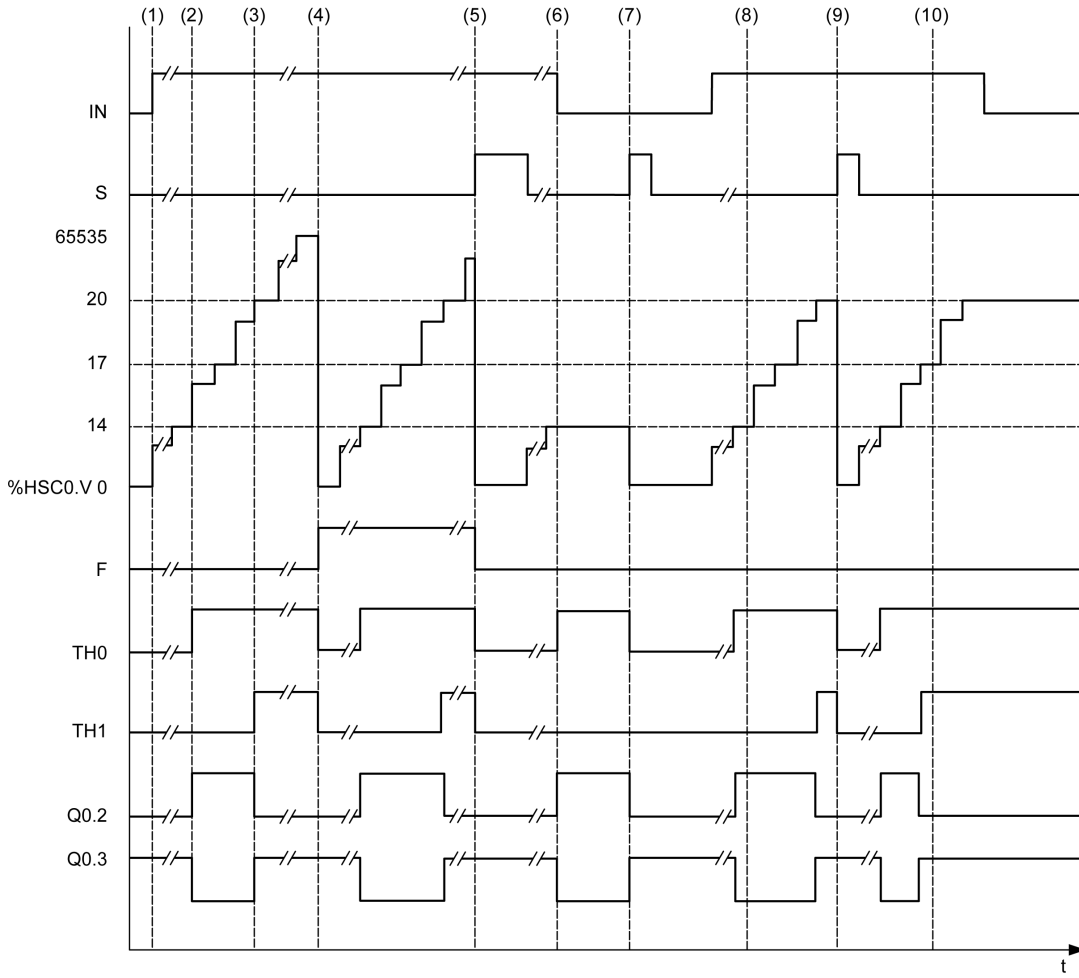 (1) (2) (3) (4) (5) (6) (7) (8) (9) (10)
IN
S
65535
20
17
14
%HSC0.V 0
F
TH0
TH1
Q0.2
Q0.3
t